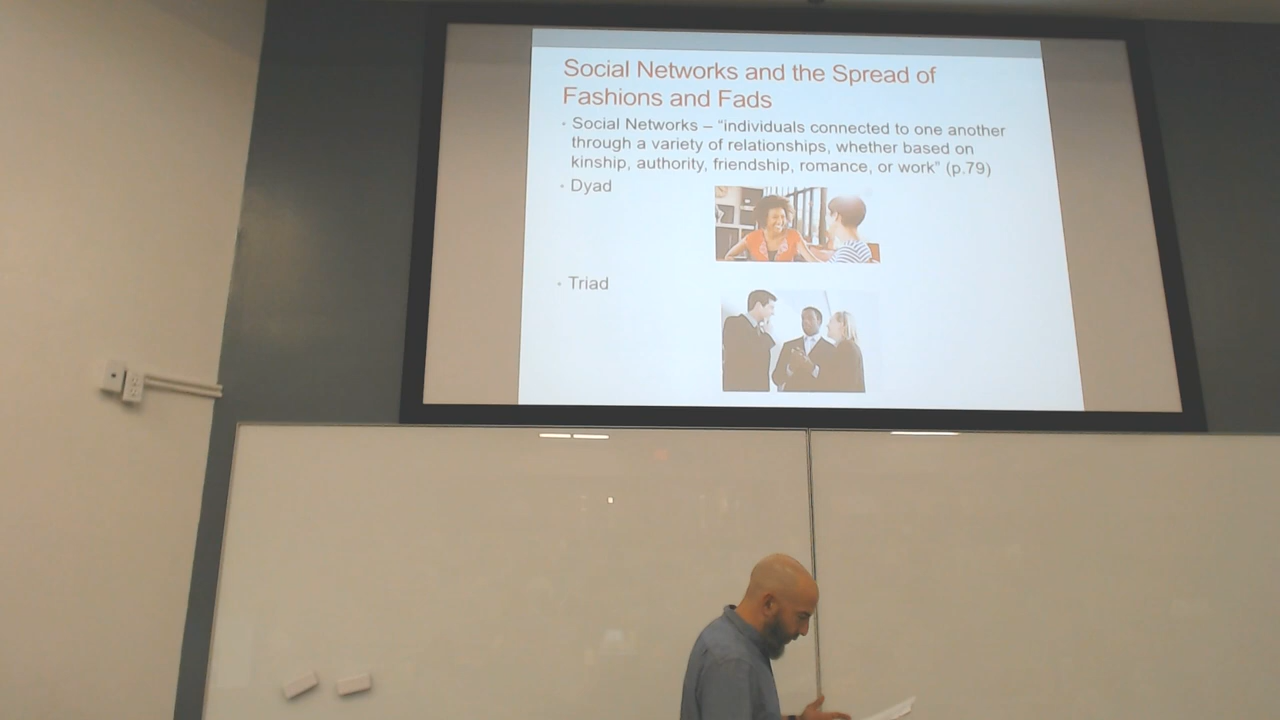 Social Networks and the Spread of
Fashions and Fads
• Social Networks – “individuals connected to one another
through a variety of relationships, whether based on
kinship, authority, friendship, romance, or work” (p.79)
• Dyad
• Triad